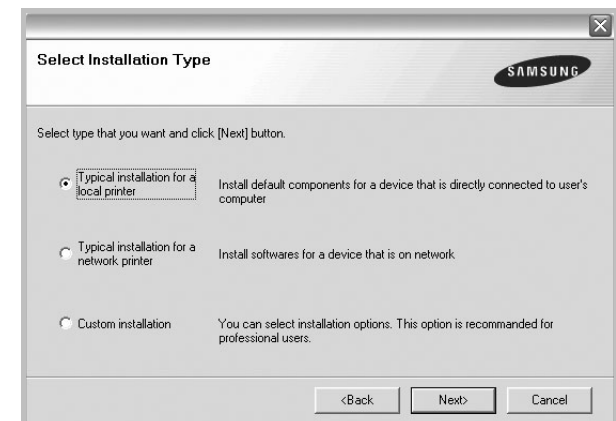 Select Installation Type
SAMSUNG
Select type that you want and click [Next] button.
Typical installation for a
local printer
Install default components for a device that is directly connected to user's
computer
Typical installation for a
network printer
Install softwares for a device that is on network
Custom installation
You can select installation options. This option is recommanded for
professional users.
<Back
Next>
Cancel